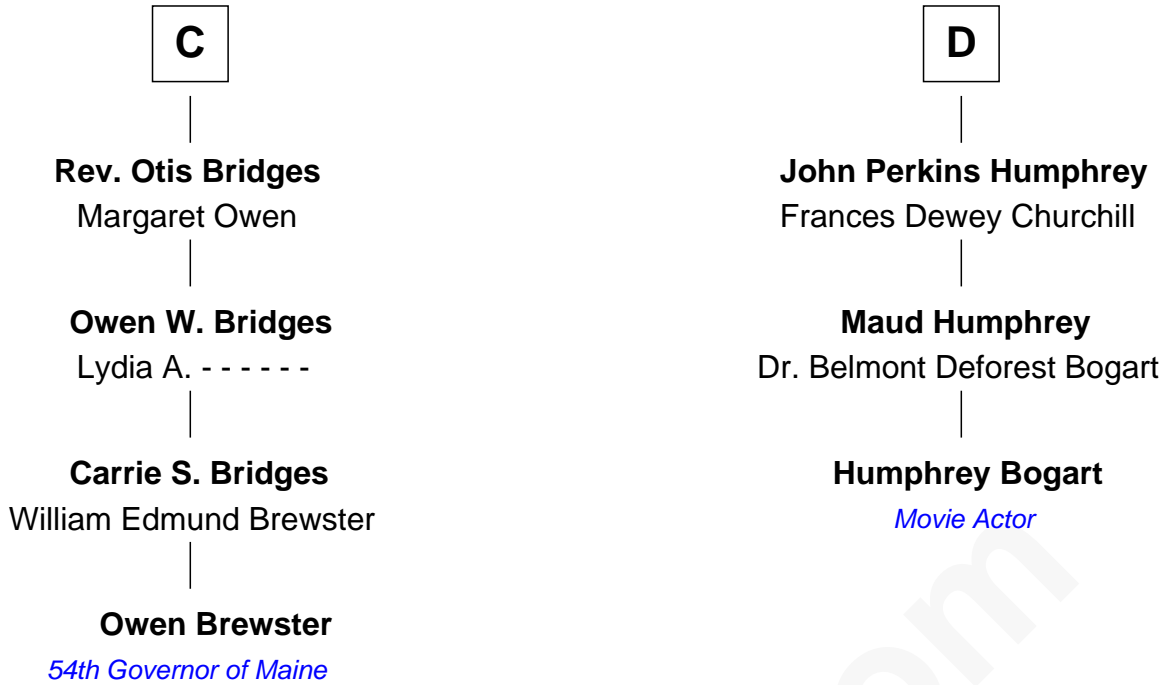 C
Rev. Otis Bridges
Margaret Owen
Owen W. Bridges
Lydia A. - - - - - -
Carrie S. Bridges
William Edmund Brewster
Owen Brewster
54th Governor of Maine
D
John Perkins Humphrey
Frances Dewey Churchill
Maud Humphrey
Dr. Belmont Deforest Bogart
Humphrey Bogart
Movie Actor
om